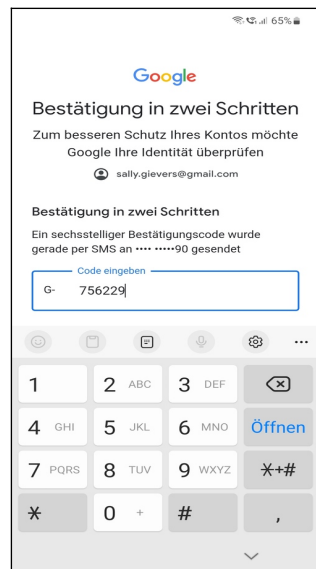 65%
Google
Bestätigung in zwei Schritten
Zum besseren Schutz Ihres Kontos möchte
Google Ihre Identität überprüfen
sally.gievers@gmail.com
Bestätigung in zwei Schritten
Ein sechsstelliger Bestätigungscode wurde
gerade per SMS an •••• •••••90 gesendet
Code eingeben
G- 756229
1 2 ABC 3 DEF
4 GHI 5 JKL 6 MNO Öffnen
7 PQRS 8 TUV 9 WXYZ *+#
* 0 + # ,